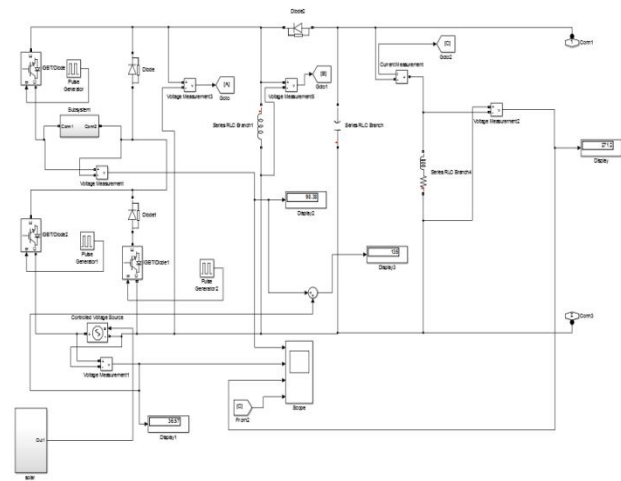 Diode2
Conn1
IGBT/Diode
Pulse
Generator
Diode
[A]
Goto
Voltage Measurement3
[B]
Goto1
Voltage Measurement5
Current Measurement
[C]
Goto2
Subsystem
Conn1
Conn2
Voltage Measurement
Series RLC Branch1
Series RLC Branch
Voltage Measurement2
Display
Series RLC Branch4
Diode1
Display2
IGBT/Diode2
Pulse
Generator1
IGBT/Diode1
Pulse
Generator2
Display3
Controlled Voltage Source
Conn3
Voltage Measurement1
Scope
[C]
From2
Out1
Display1
solar